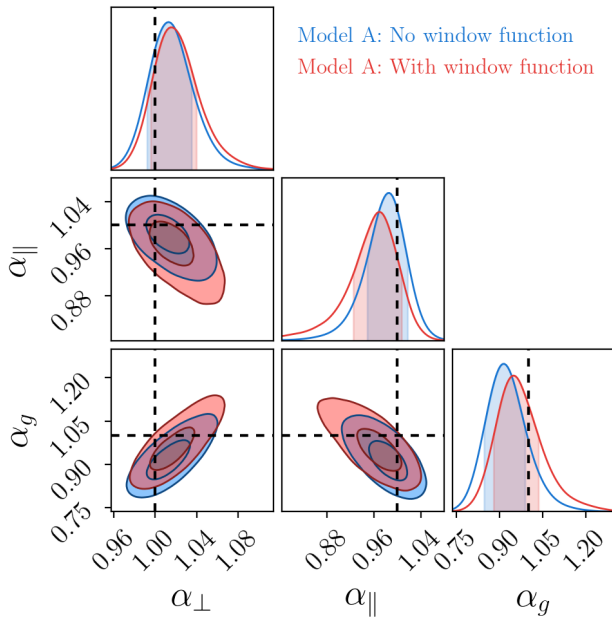 Model A: No window function
Model A: With window function
1.04
0.96
0.88
α∥
1.20
1.05
0.90
0.75
α_g
0.96 1.00 1.04 1.08
0.88 0.96 1.04
0.75 0.90 1.05 1.20
α⊥ α∥ α_g